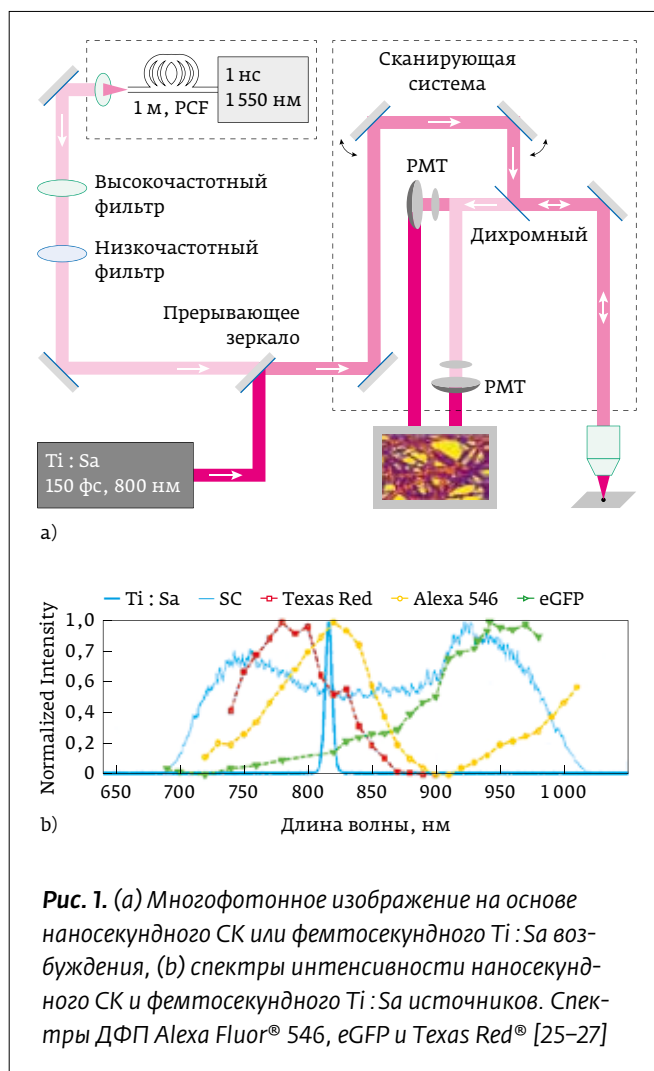 Сканирующая
система
1 нс
1 550 нм
1 м, PCF
PMT
Высокочастотный
фильтр
Дихромный
Низкочастотный
фильтр
Прерывающее
зеркало
PMT
Ti : Sa
150 фс, 800 нм
a)
Ti : Sa SC Texas Red Alexa 546 eGFP
Normalized Intensity
1,0
0,7
0,6
0,2
0
650 700 750 800 850 900 950 1 000
b)
Длина волны, нм
Рис. 1. (a) Многофотонное изображение на основе
наносекундного СК или фемтосекундного Ti : Sa воз-
буждения, (b) спектры интенсивности наносекунд-
ного СК и фемтосекундного Ti : Sa источников. Спек-
тры ДФП Alexa Fluor® 546, eGFP и Texas Red® [25–27]